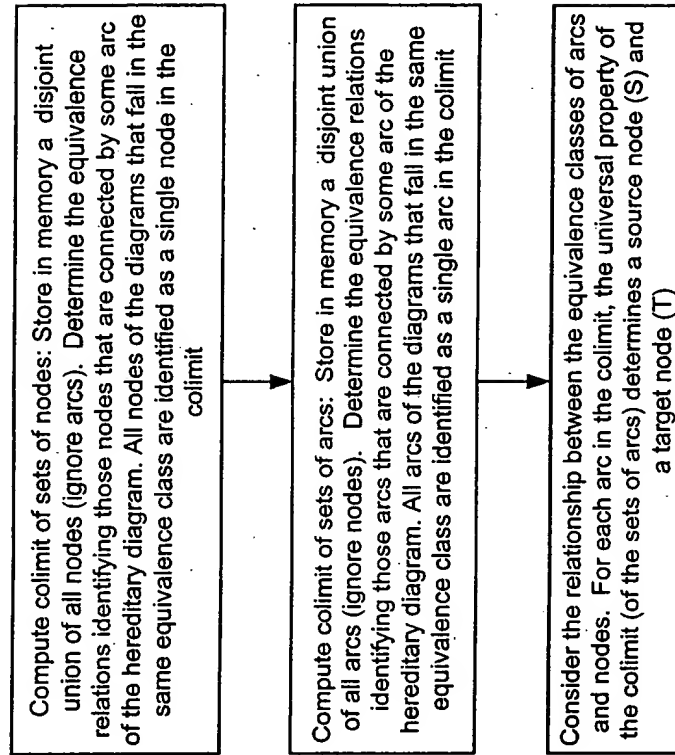 Compute colimit of sets of nodes: Store in memory a disjoint
union of all nodes (ignore arcs). Determine the equivalence
relations identifying those nodes that are connected by some arc
of the hereditary diagram. All nodes of the diagrams that fall in the
same equivalence class are identified as a single node in the
colimit
Compute colimit of sets of arcs: Store in memory a disjoint union
of all arcs (ignore nodes). Determine the equivalence relations
identifying those arcs that are connected by some arc of the
hereditary diagram. All arcs of the diagrams that fall in the same
equivalence class are identified as a single arc in the colimit
Consider the relationship between the equivalence classes of arcs
and nodes. For each arc in the colimit, the universal property of
the colimit (of the sets of arcs) determines a source node (S) and
a target node (T)